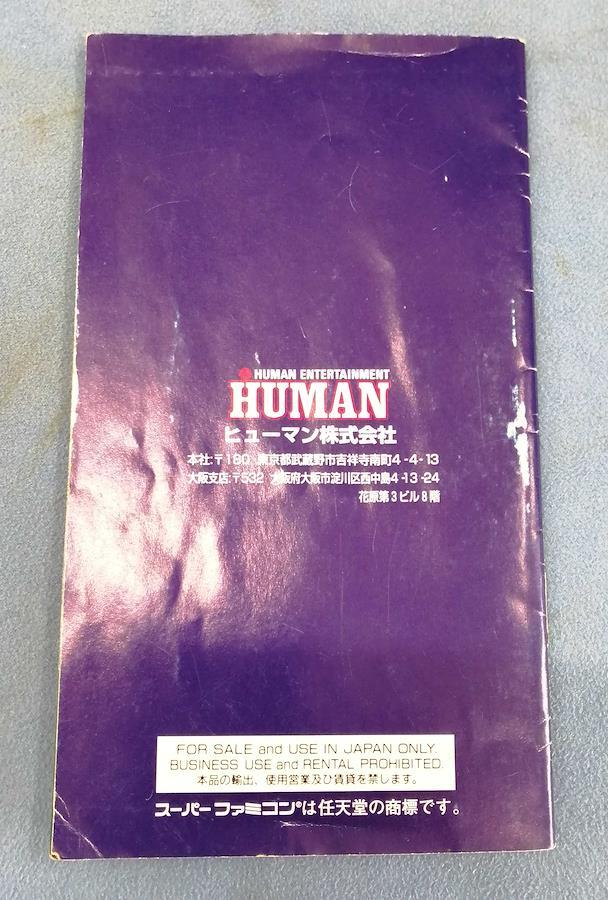 HUMAN ENTERTAINMENT
HUMAN
ヒューマン株式会社
本社:〒180 東京都武蔵野市吉祥寺南町4-4-13
大阪支店:〒532 大阪府大阪市淀川区西中島4-13-24
花原第3ビル8階
FOR SALE and USE IN JAPAN ONLY.
BUSINESS USE and RENTAL PROHIBITED.
本品の輸出、使用営業及び賃貸を禁じます。
スーパーファミコン®は任天堂の商標です。